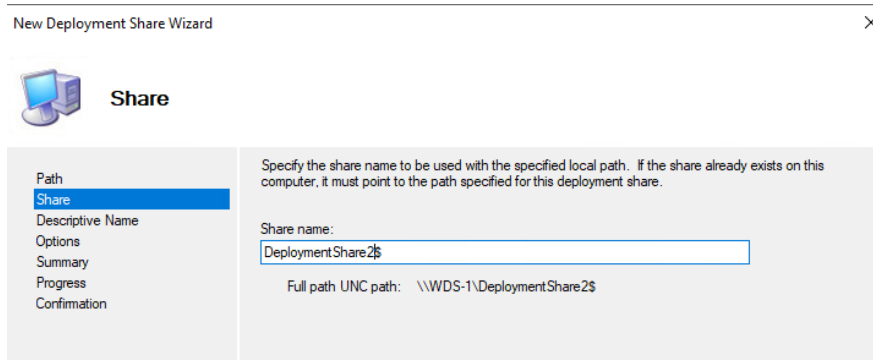 New Deployment Share Wizard
Share
Path
Share
Descriptive Name
Options
Summary
Progress
Confirmation
Specify the share name to be used with the specified local path.  If the share already exists on this
computer, it must point to the path specified for this deployment share.
Share name:
DeploymentShare2$
Full path UNC path:   \\WDS-1\DeploymentShare2$